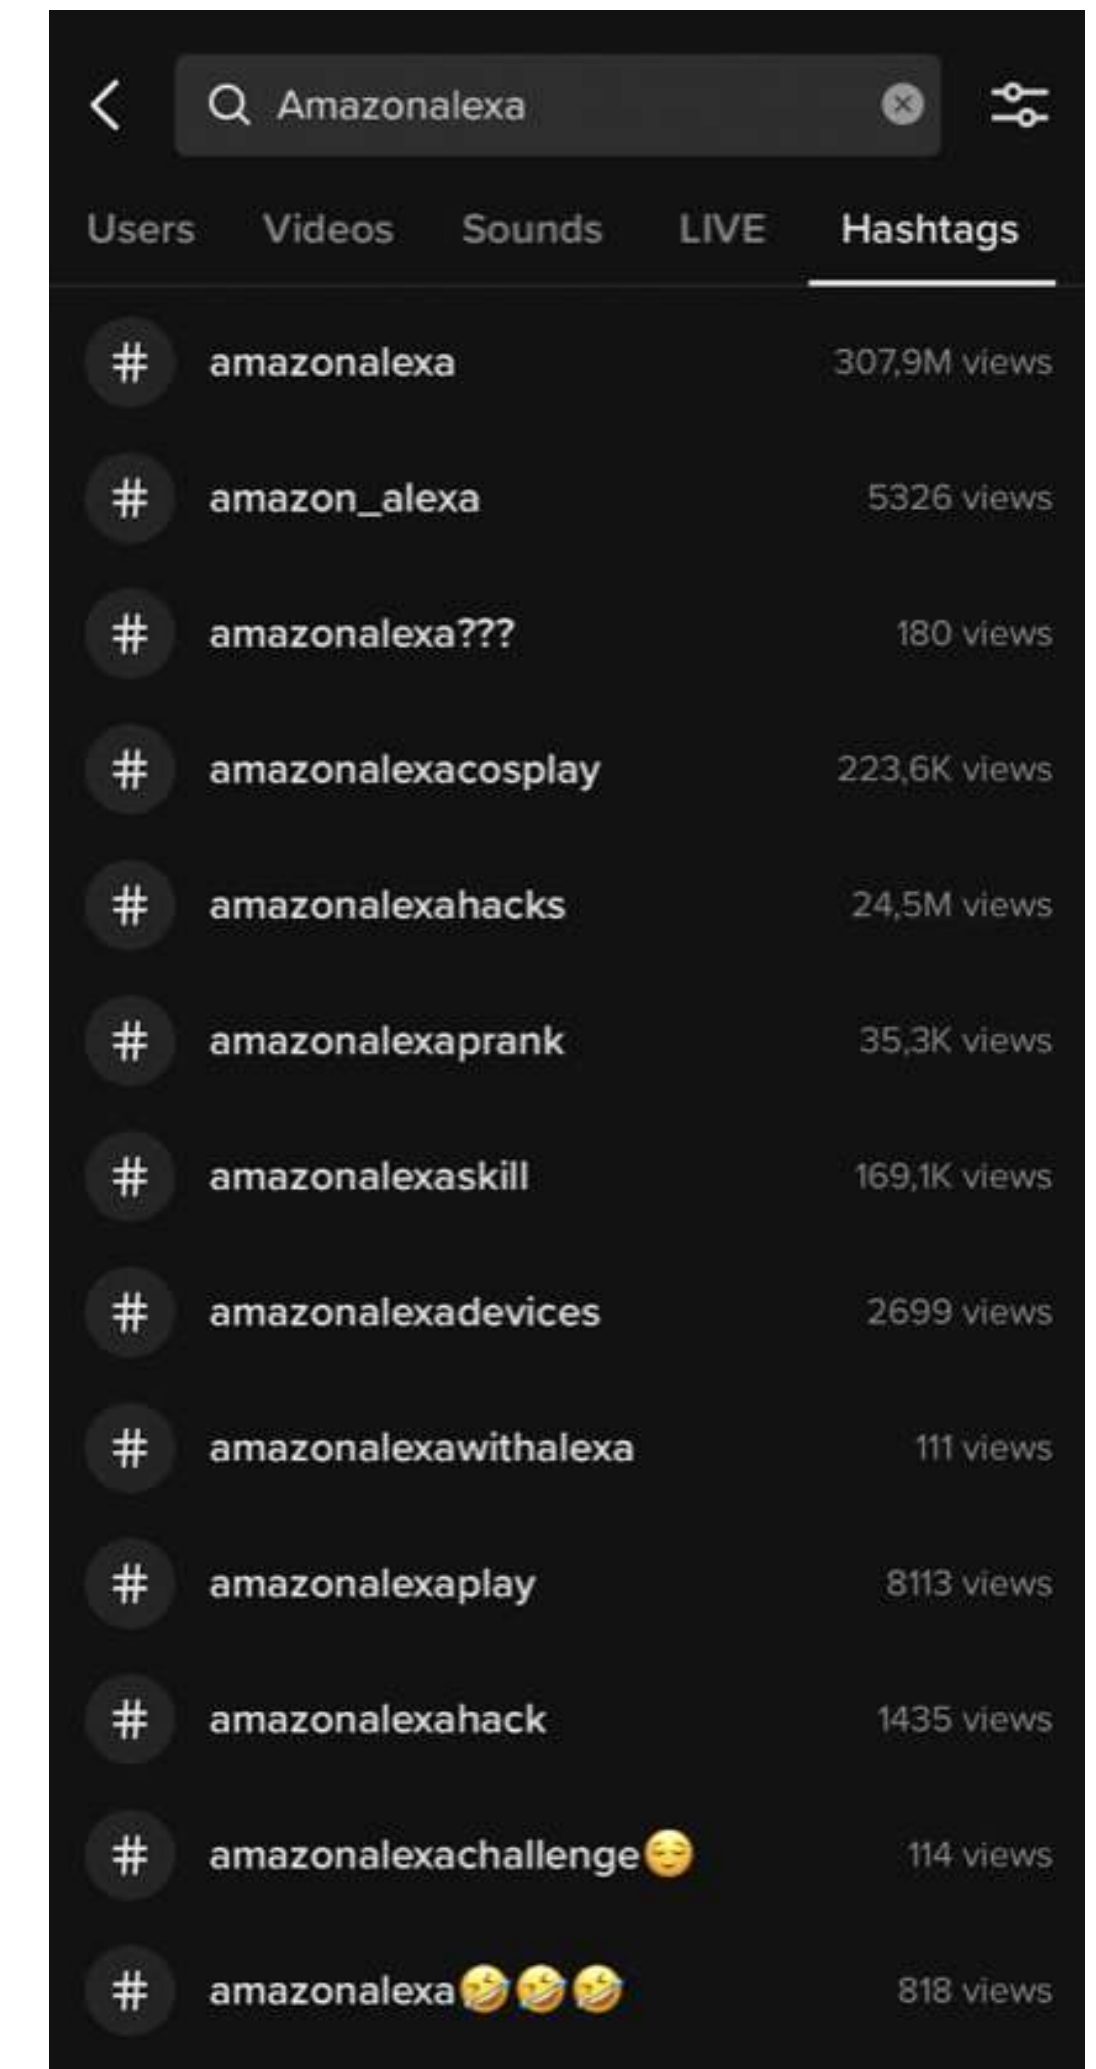 Amazonalexa
Users Videos Sounds LIVE Hashtags
# amazonalexa 307,9M views
# amazon_alexa 5326 views
# amazonalexa??? 180 views
# amazonalexacosplay 223,6K views
# amazonalexahacks 24,5M views
# amazonalexaprank 35,3K views
# amazonalexaskill 169,1K views
# amazonalexadevices 2699 views
# amazonalexawithalexa 111 views
# amazonalexaplay 8113 views
# amazonalexahack 1435 views
# amazonalexachallenge😌 114 views
# amazonalexa🤣🤣🤣 818 views